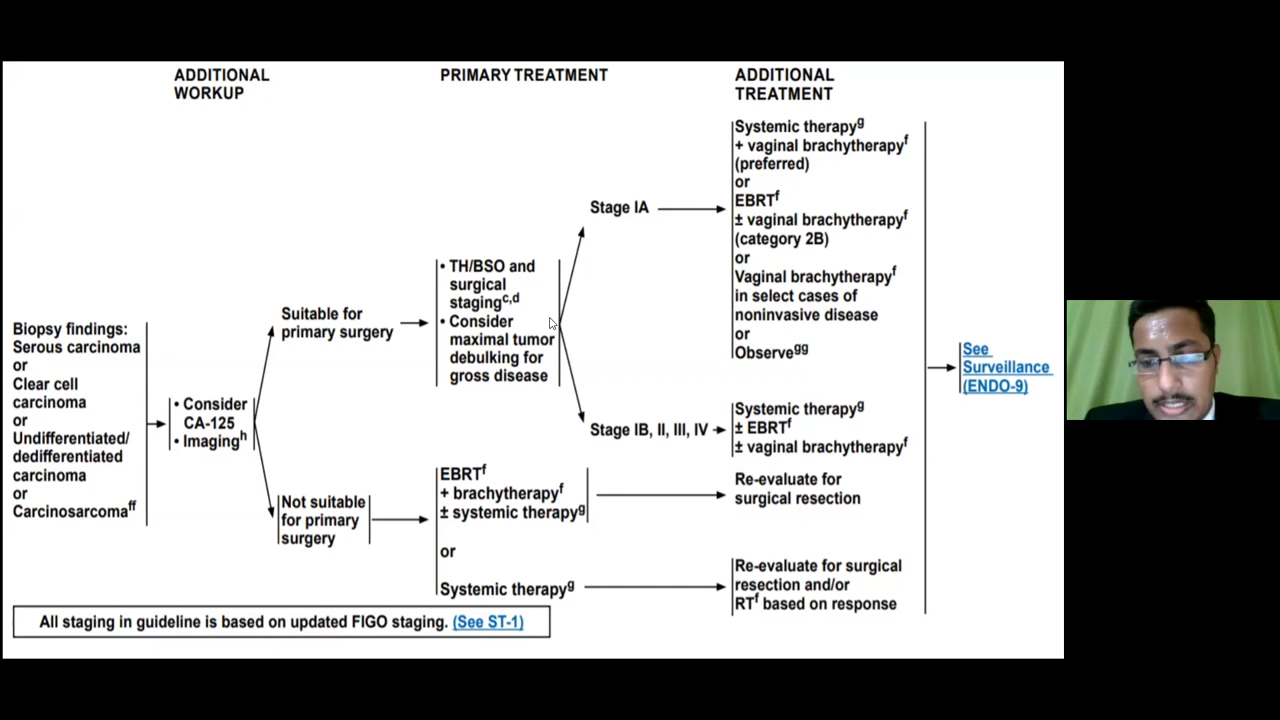 ADDITIONAL
WORKUP
PRIMARY TREATMENT
ADDITIONAL
TREATMENT
Biopsy findings:
Serous carcinoma
or
Clear cell
carcinoma
or
Undifferentiated/
dedifferentiated
carcinoma
or
Carcinosarcomaff
• Consider
CA-125
• Imagingh
Suitable for
primary surgery
• TH/BSO and
surgical
stagingc,d
• Consider
maximal tumor
debulking for
gross disease
Stage IA
Systemic therapyg
+ vaginal brachytherapyf
(preferred)
or
EBRTf
± vaginal brachytherapyf
(category 2B)
or
Vaginal brachytherapyf
in select cases of
noninvasive disease
or
Observegg
Stage IB, II, III, IV
Systemic therapyg
± EBRTf
± vaginal brachytherapyf
Not suitable
for primary
surgery
EBRTf
+ brachytherapyf
± systemic therapyg
or
Systemic therapyg
Re-evaluate for
surgical resection
Re-evaluate for surgical
resection and/or
RTf based on response
See
Surveillance
(ENDO-9)
All staging in guideline is based on updated FIGO staging. (See ST-1)